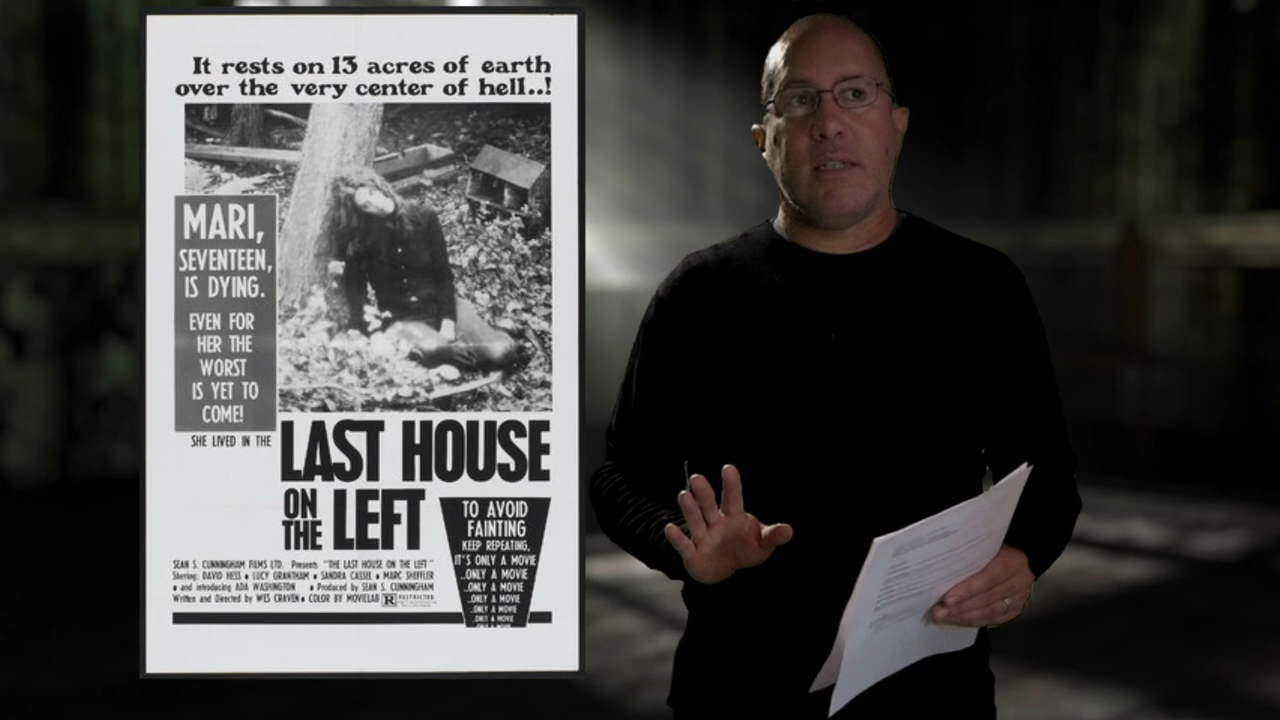 It rests on 13 acres of earth
over the very center of hell..!
MARI,
SEVENTEEN,
IS DYING.
EVEN FOR
HER THE
WORST
IS YET TO
COME!
SHE LIVED IN THE
LAST HOUSE
ON
THE LEFT
TO AVOID
FAINTING
KEEP REPEATING,
IT'S ONLY A MOVIE
..ONLY A MOVIE
..ONLY A MOVIE
..ONLY A MOVIE
..ONLY A MOVIE
..ONLY A MOVIE
SEAN S. CUNNINGHAM FILMS LTD. Presents "THE LAST HOUSE ON THE LEFT"
Starring: DAVID HESS • LUCY GRANTHAM • SANDRA CASSEL • MARC SHEFFLER
• and introducing ADA WASHINGTON • Produced by SEAN S. CUNNINGHAM
Written and Directed by WES CRAVEN • COLOR BY MOVIELAB R RESTRICTED